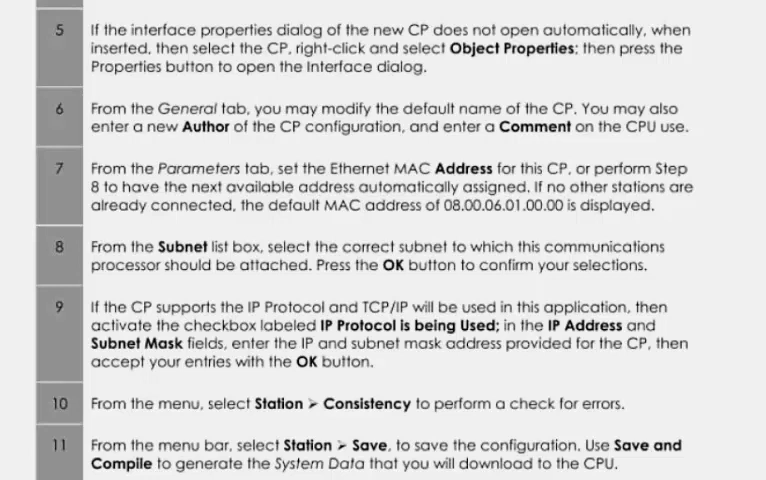 5 If the interface properties dialog of the new CP does not open automatically, when
inserted, then select the CP, right-click and select Object Properties; then press the
Properties button to open the Interface dialog.
6 From the General tab, you may modify the default name of the CP. You may also
enter a new Author of the CP configuration, and enter a Comment on the CPU use.
7 From the Parameters tab, set the Ethernet MAC Address for this CP, or perform Step
8 to have the next available address automatically assigned. If no other stations are
already connected, the default MAC address of 08.00.06.01.00.00 is displayed.
8 From the Subnet list box, select the correct subnet to which this communications
processor should be attached. Press the OK button to confirm your selections.
9 If the CP supports the IP Protocol and TCP/IP will be used in this application, then
activate the checkbox labeled IP Protocol is being Used; in the IP Address and
Subnet Mask fields, enter the IP and subnet mask address provided for the CP, then
accept your entries with the OK button.
10 From the menu, select Station ➢ Consistency to perform a check for errors.
11 From the menu bar, select Station ➢ Save, to save the configuration. Use Save and
Compile to generate the System Data that you will download to the CPU.